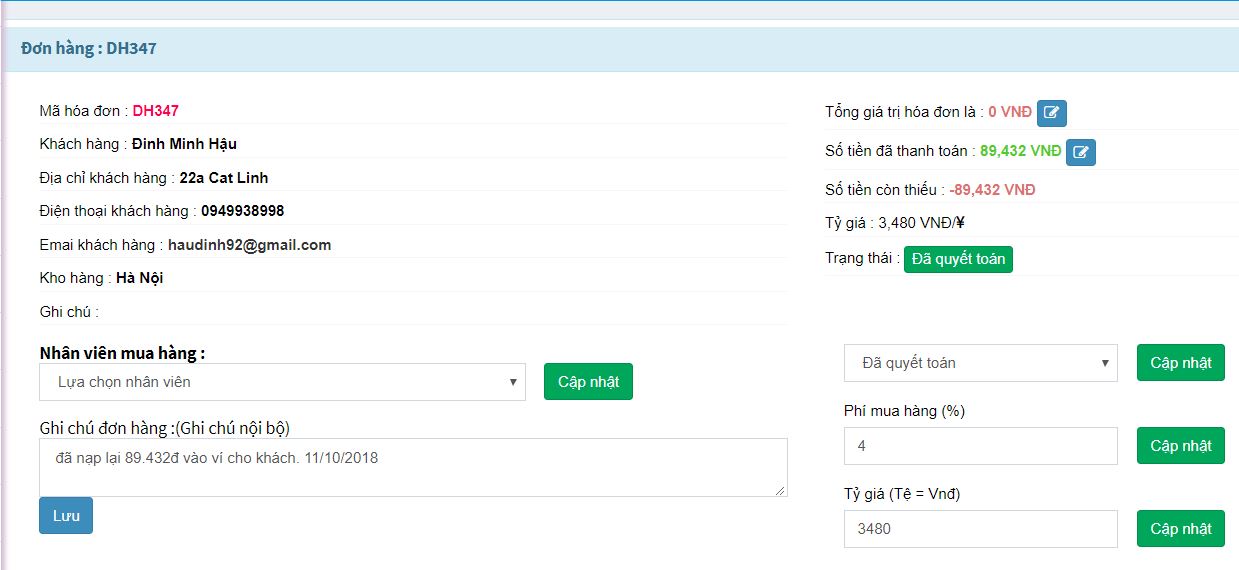 Đơn hàng : DH347
Mã hóa đơn : DH347
Khách hàng : Đinh Minh Hậu
Địa chỉ khách hàng : 22a Cat Linh
Điện thoại khách hàng : 0949938998
Emai khách hàng : haudinh92@gmail.com
Kho hàng : Hà Nội
Ghi chú :
Tổng giá trị hóa đơn là : 0 VNĐ
Số tiền đã thanh toán : 89,432 VNĐ
Số tiền còn thiếu : -89,432 VNĐ
Tỷ giá : 3,480 VNĐ/¥
Trạng thái : Đã quyết toán
Nhân viên mua hàng :
Lựa chọn nhân viên
Cập nhật
Ghi chú đơn hàng :(Ghi chú nội bộ)
đã nạp lại 89.432đ vào ví cho khách. 11/10/2018
Lưu
Đã quyết toán
Cập nhật
Phí mua hàng (%)
4
Cập nhật
Tỷ giá (Tệ = Vnđ)
3480
Cập nhật